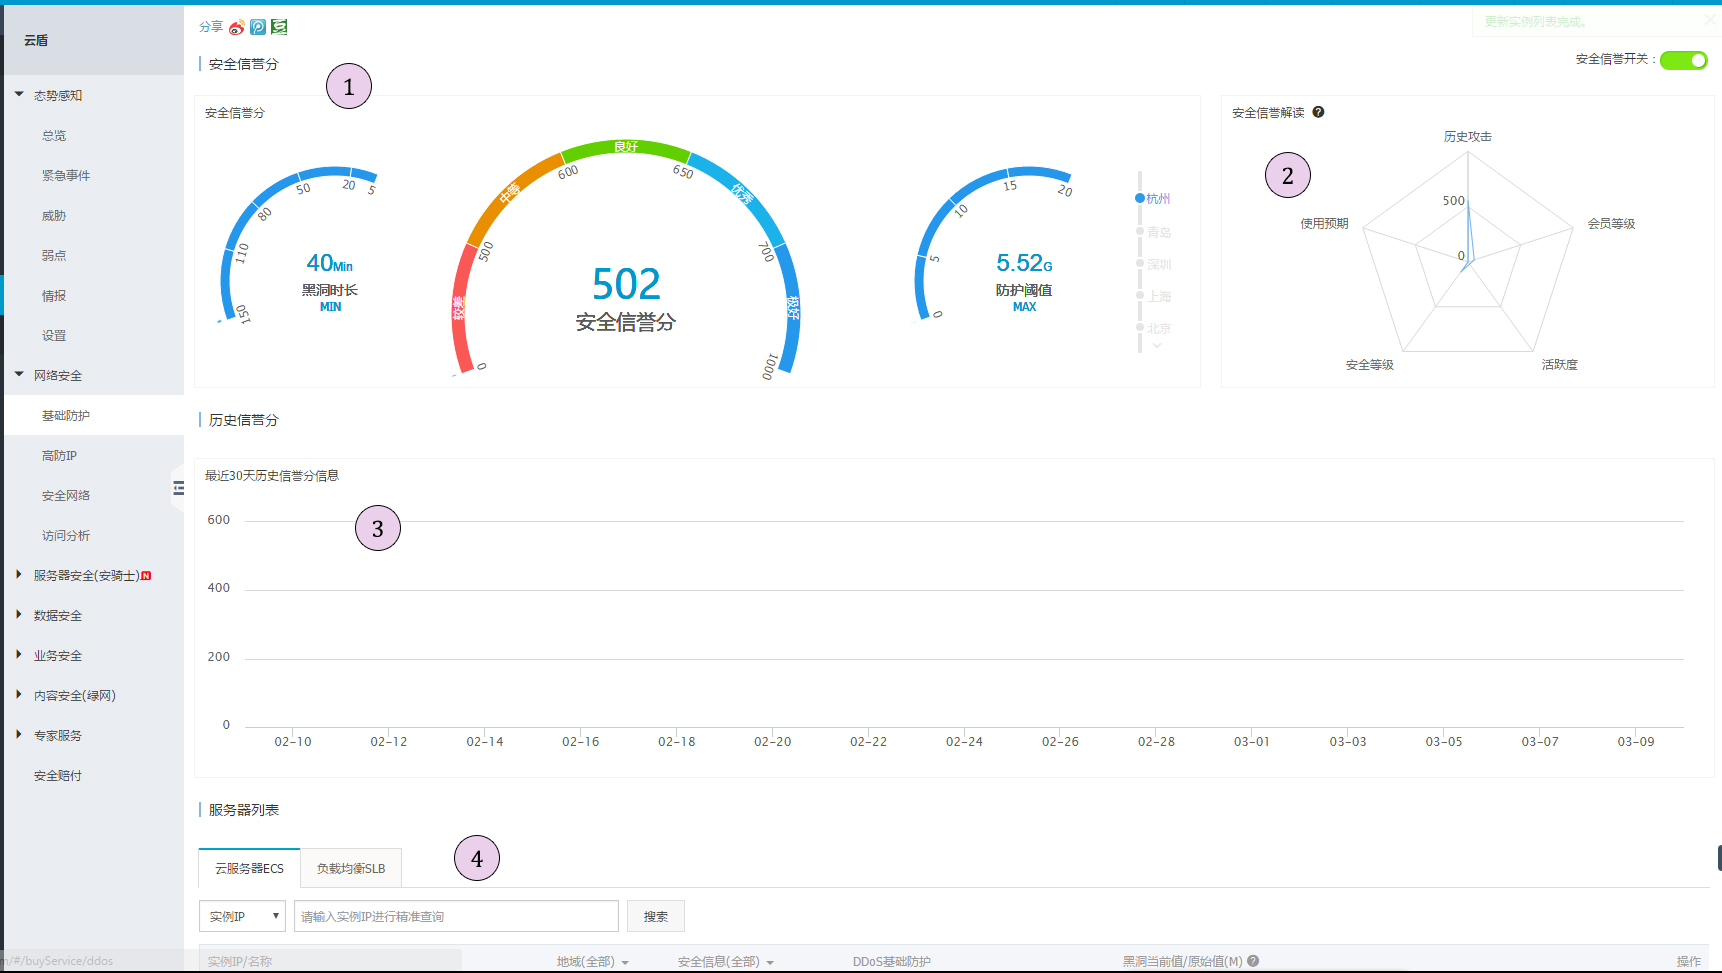 云盾
态势感知
总览
紧急事件
威胁
弱点
情报
设置
网络安全
基础防护
高防IP
安全网络
访问分析
服务器安全(安骑士) N
数据安全
业务安全
内容安全(绿网)
专家服务
安全赔付
m/#/buyService/ddos
分享
更新实例列表完成。
安全信誉分
安全信誉开关：
1
安全信誉分
150 110 80 50 20 5
40Min
黑洞时长
MIN
较差 中等 良好 优秀 极好
0 500 600 650 700 1000
502
安全信誉分
0 5 10 15 20
5.52G
防护阈值
MAX
杭州
青岛
深圳
上海
北京
安全信誉解读 ?
2
历史攻击
500
使用预期
会员等级
0
安全等级
活跃度
历史信誉分
最近30天历史信誉分信息
3
600
400
200
0
02-10 02-12 02-14 02-16 02-18 02-20 02-22 02-24 02-26 02-28 03-01 03-03 03-05 03-07 03-09
服务器列表
4
云服务器ECS 负载均衡SLB
实例IP 请输入实例IP进行精准查询 搜索
实例IP/名称 地域(全部) 安全信息(全部) DDoS基础防护 黑洞当前值/原始值(M) ? 操作